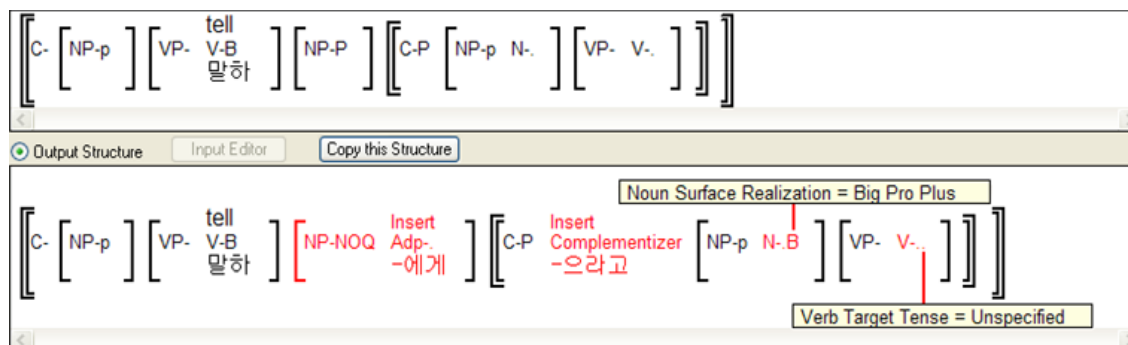 tell
C- NP-p VP- V-B NP-P C-P NP-p N-. VP- V-.
말하
Output Structure Input Editor Copy this Structure
Noun Surface Realization = Big Pro Plus
tell Insert Insert
C- NP-p VP- V-B NP-NOQ Adp-. C-P Complementizer NP-p N-.B VP- V-..
말하 -에게 -으라고
Verb Target Tense = Unspecified